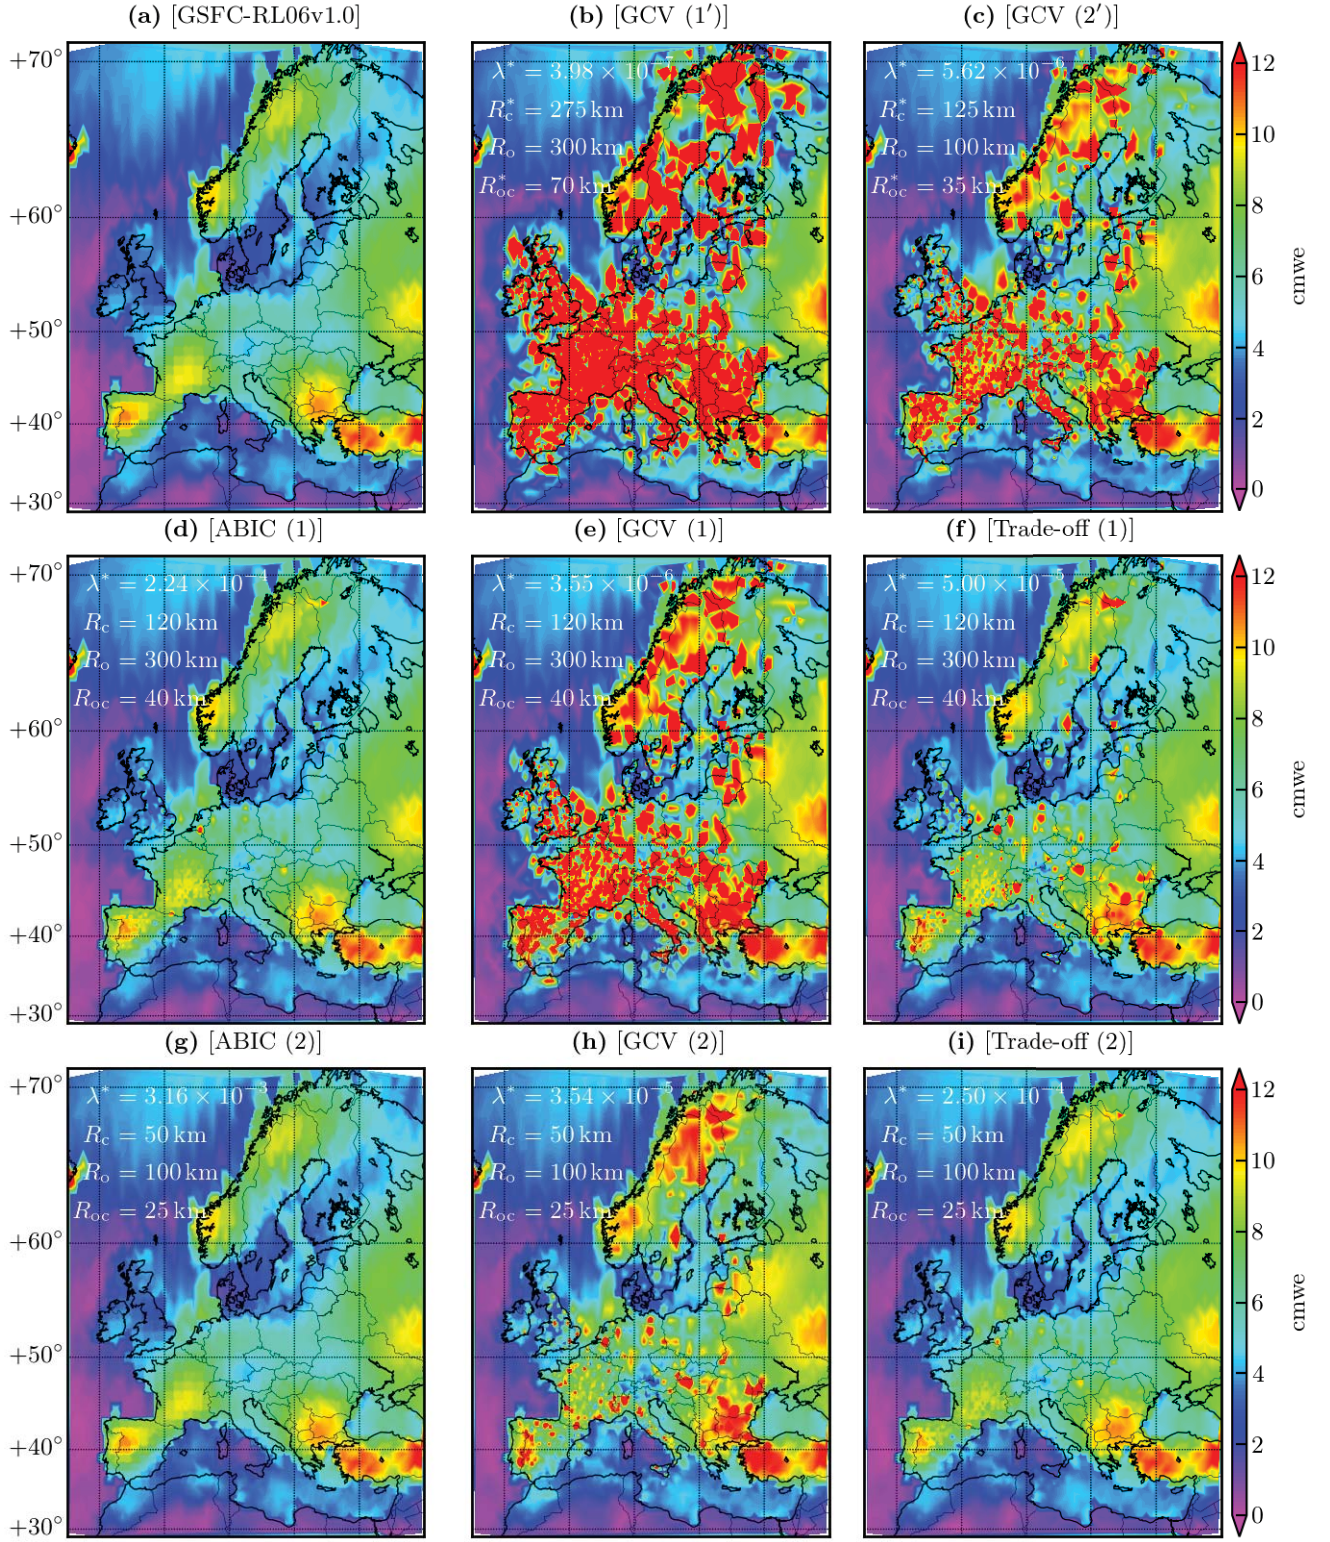 (a) [GSFC-RL06v1.0]
(b) [GCV (1′)]
(c) [GCV (2′)]
+70°
+60°
+50°
+40°
+30°
λ* = 3.98 × 10⁻⁷
R*c = 275 km
Ro = 300 km
R*oc = 70 km
λ* = 5.62 × 10⁻⁶
R*c = 125 km
Ro = 100 km
R*oc = 35 km
12
10
8
6
4
2
0
cmwe
(d) [ABIC (1)]
(e) [GCV (1)]
(f) [Trade-off (1)]
+70°
+60°
+50°
+40°
+30°
λ* = 2.24 × 10⁻⁴
Rc = 120 km
Ro = 300 km
Roc = 40 km
λ* = 3.55 × 10⁻⁶
Rc = 120 km
Ro = 300 km
Roc = 40 km
λ* = 5.00 × 10⁻⁵
Rc = 120 km
Ro = 300 km
Roc = 40 km
12
10
8
6
4
2
0
cmwe
(g) [ABIC (2)]
(h) [GCV (2)]
(i) [Trade-off (2)]
+70°
+60°
+50°
+40°
+30°
λ* = 3.16 × 10⁻³
Rc = 50 km
Ro = 100 km
Roc = 25 km
λ* = 3.54 × 10⁻⁵
Rc = 50 km
Ro = 100 km
Roc = 25 km
λ* = 2.50 × 10⁻⁴
Rc = 50 km
Ro = 100 km
Roc = 25 km
12
10
8
6
4
2
0
cmwe